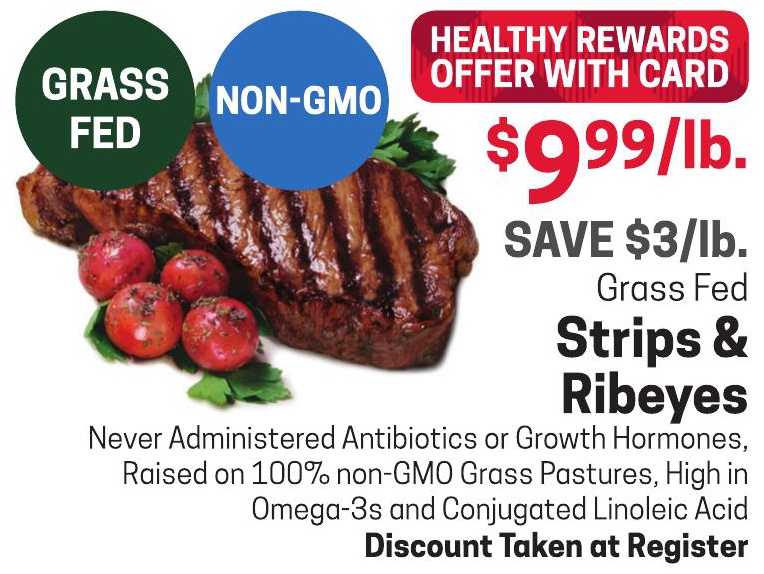 GRASS
FED
NON-GMO
HEALTHY REWARDS
OFFER WITH CARD
$9.99/lb.
SAVE $3/lb.
Grass Fed
Strips &
Ribeyes
Never Administered Antibiotics or Growth Hormones,
Raised on 100% non-GMO Grass Pastures, High in
Omega-3s and Conjugated Linoleic Acid
Discount Taken at Register